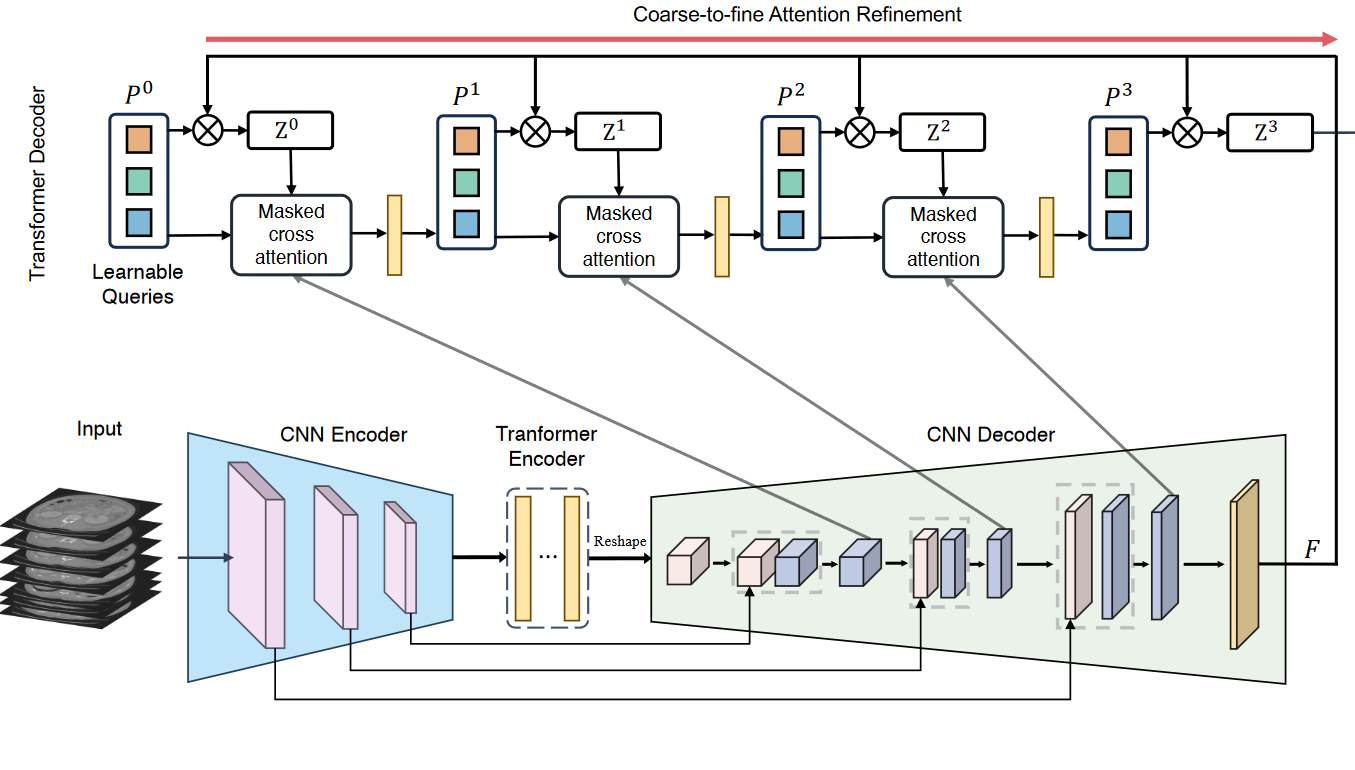 Coarse-to-fine Attention Refinement
Transformer Decoder
P⁰
Z⁰
P¹
Z¹
P²
Z²
P³
Z³
Masked
cross
attention
Masked
cross
attention
Masked
cross
attention
Learnable
Queries
Input
CNN Encoder
Tranformer
Encoder
CNN Decoder
...
Reshape
F